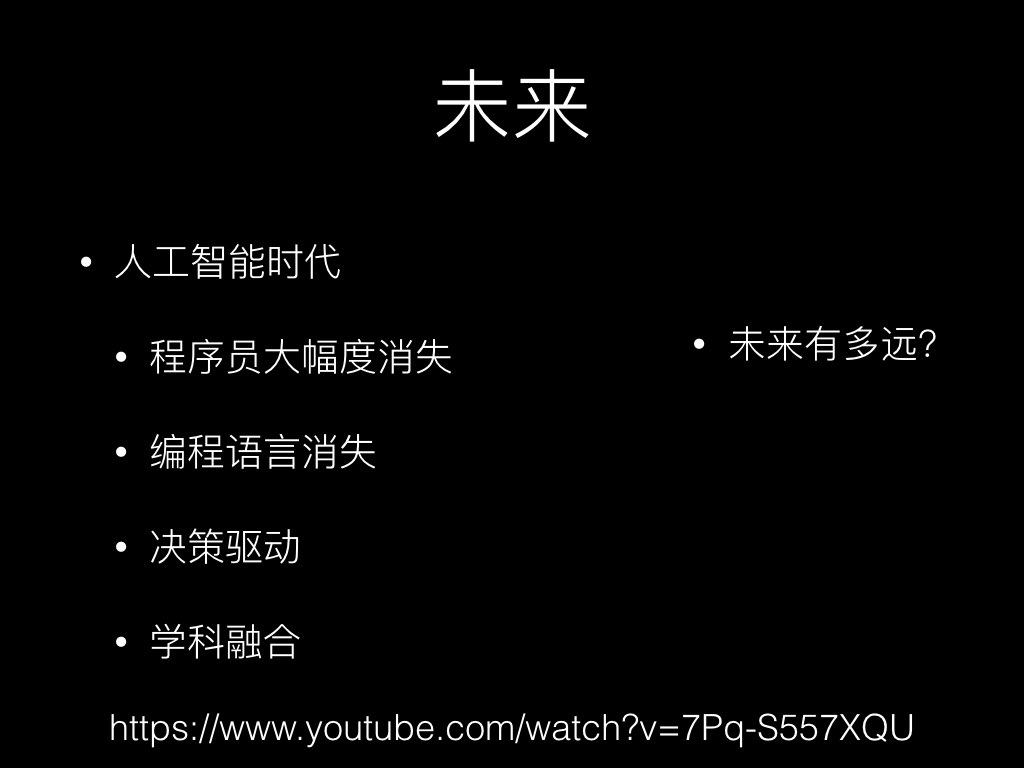 未来
• 人工智能时代
• 程序员大幅度消失
• 编程语言消失
• 决策驱动
• 学科融合
• 未来有多远？
https://www.youtube.com/watch?v=7Pq-S557XQU